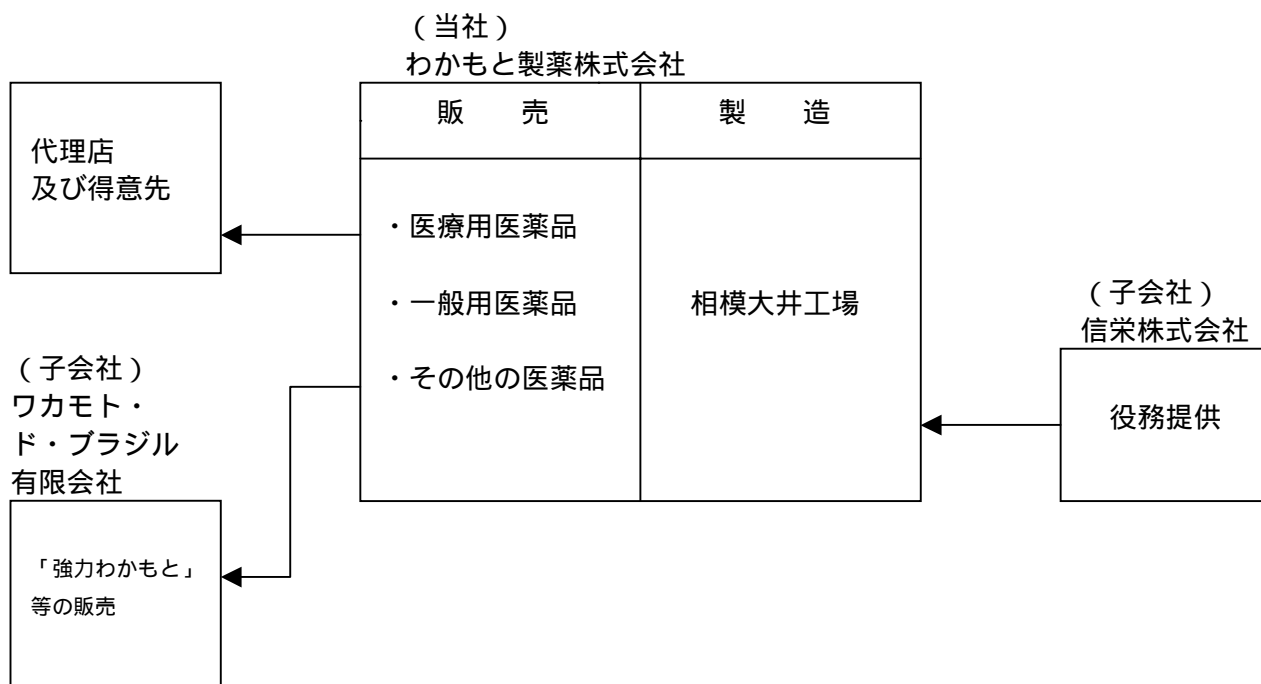 （当社）
わかもと製薬株式会社
販　　売
製　　造
代理店
及び得意先
・医療用医薬品
・一般用医薬品
・その他の医薬品
相模大井工場
（子会社）
信栄株式会社
役務提供
（子会社）
ワカモト・
ド・ブラジル
有限会社
「強力わかもと」
等の販売